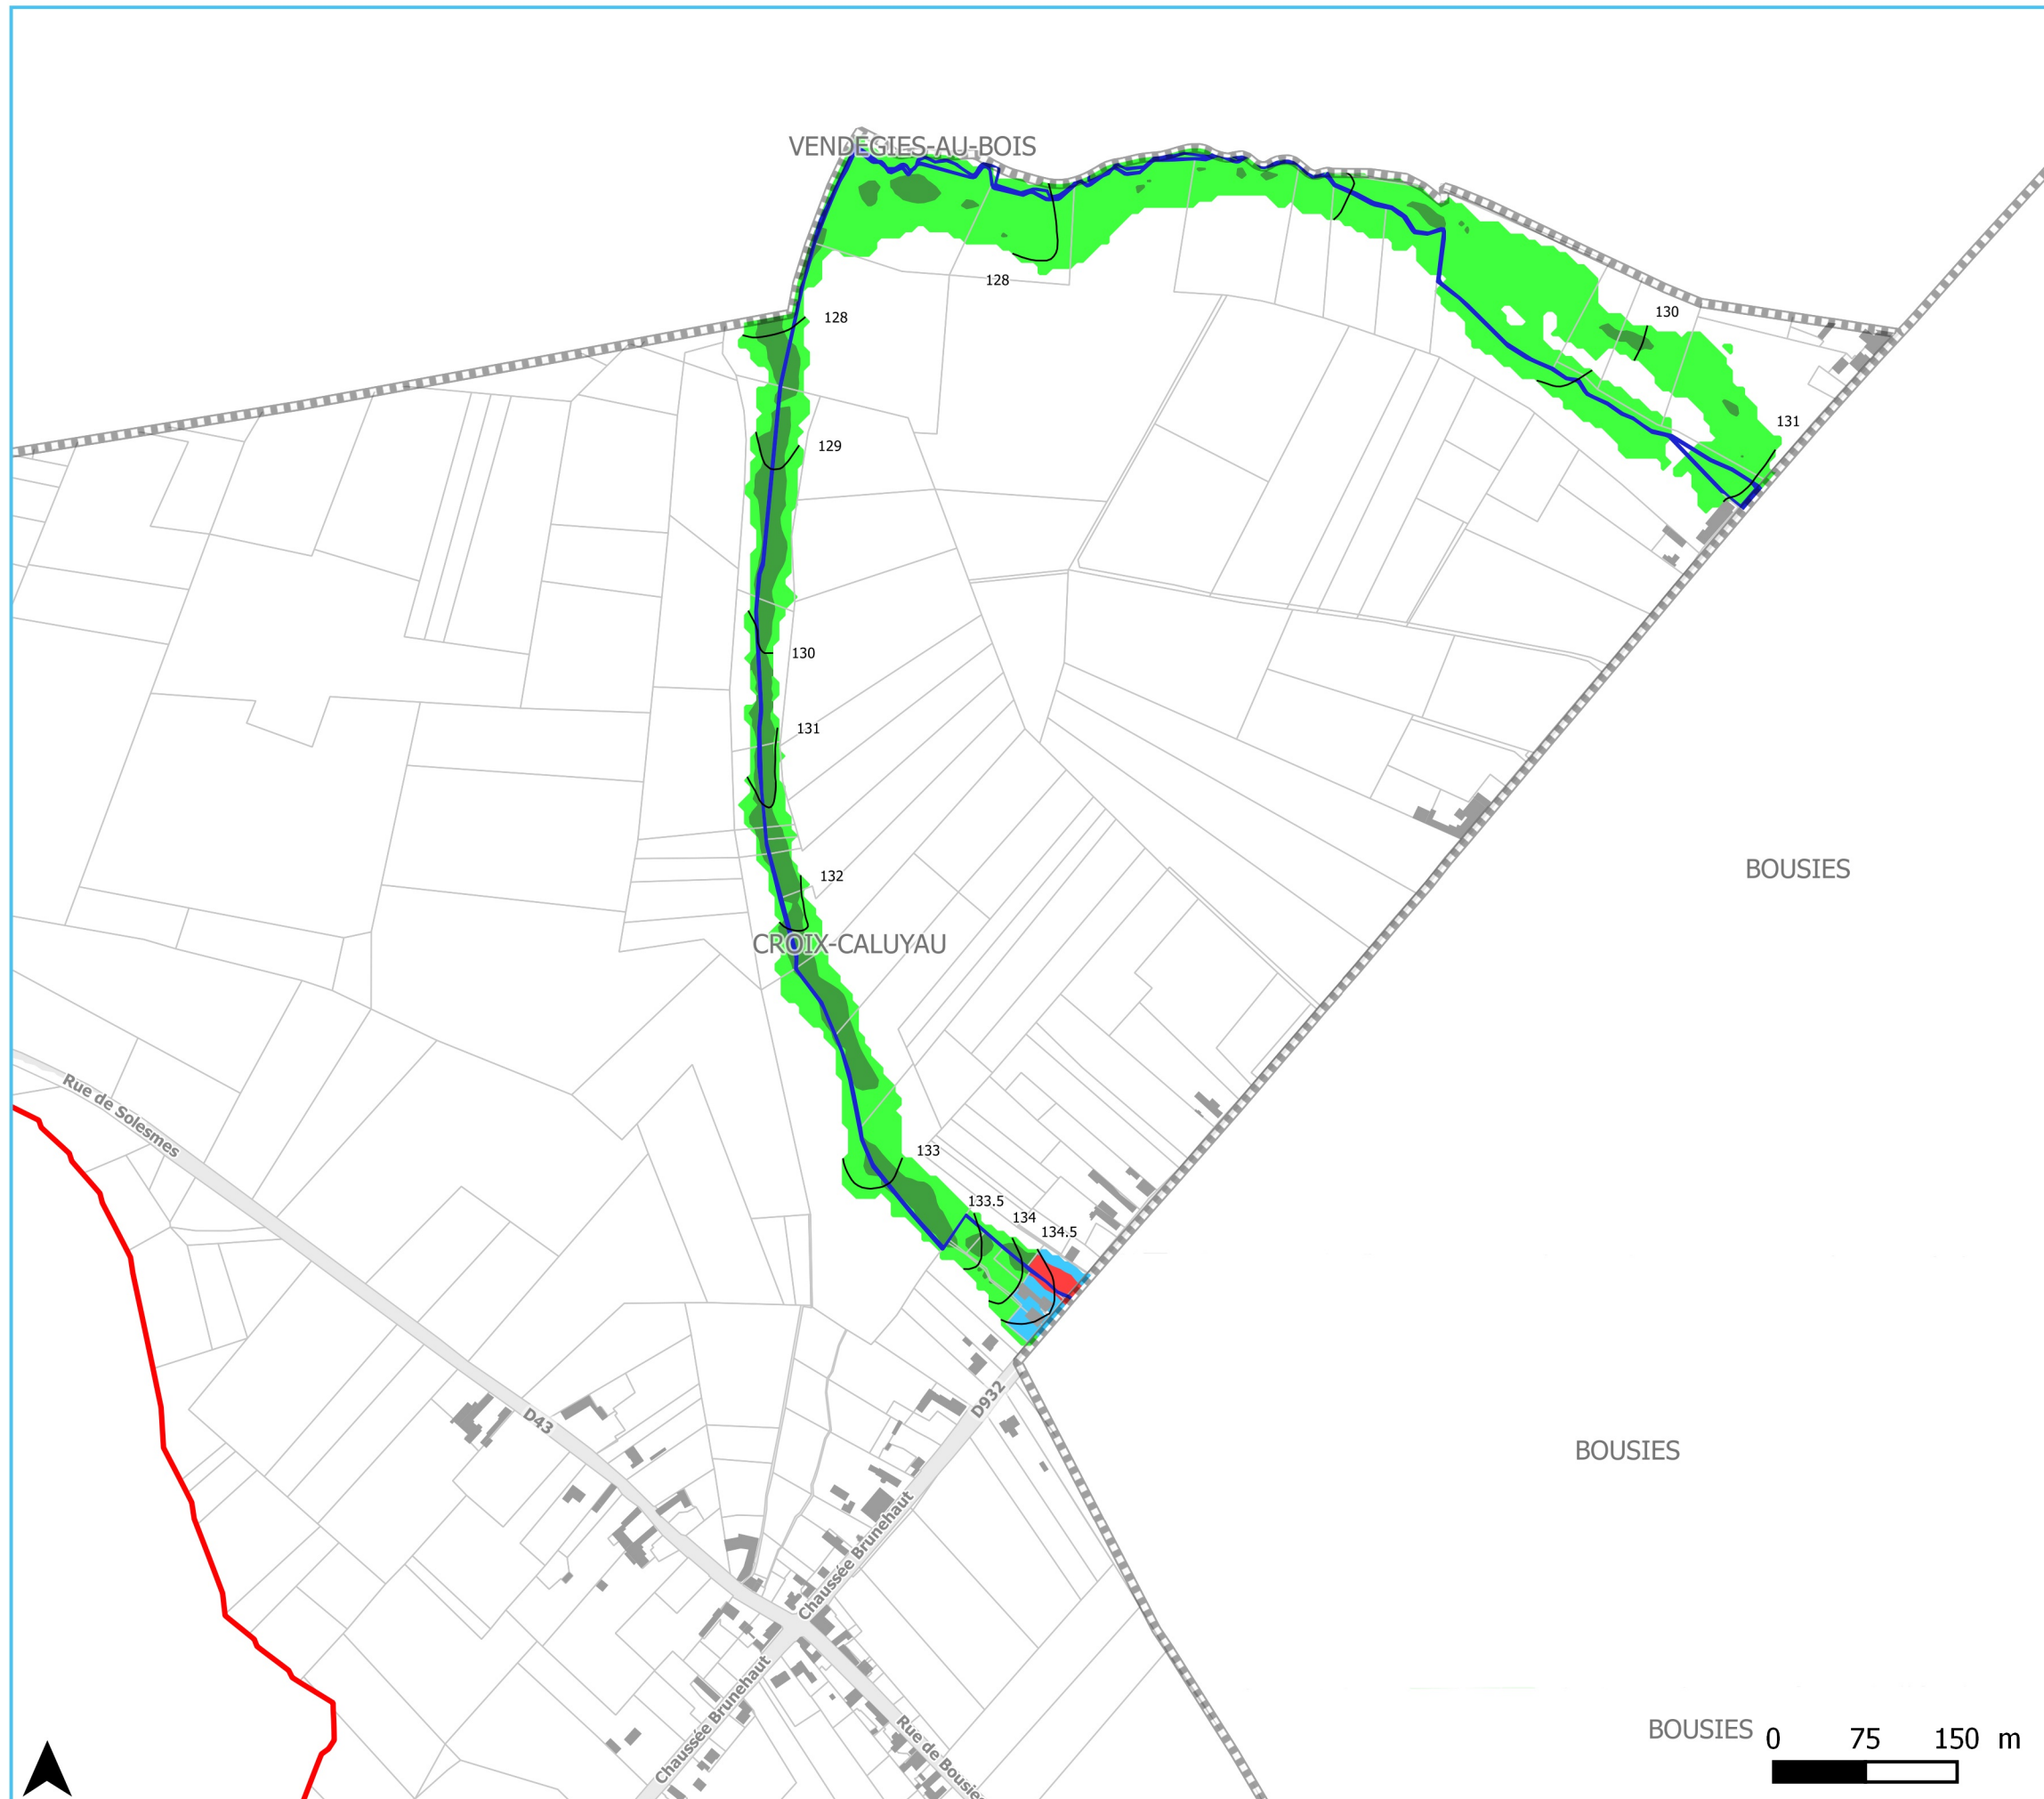 VENDEGIES-AU-BOIS
128
128
130
131
129
130
131
132
BOUSIES
CROIX-CALUYAU
Rue de Solesmes
133
133.5
134
134.5
D932
D43
BOUSIES
Chaussée Brunehaut
Chaussée Brunehaut
Rue de Bousies
BOUSIES
0 75 150 m